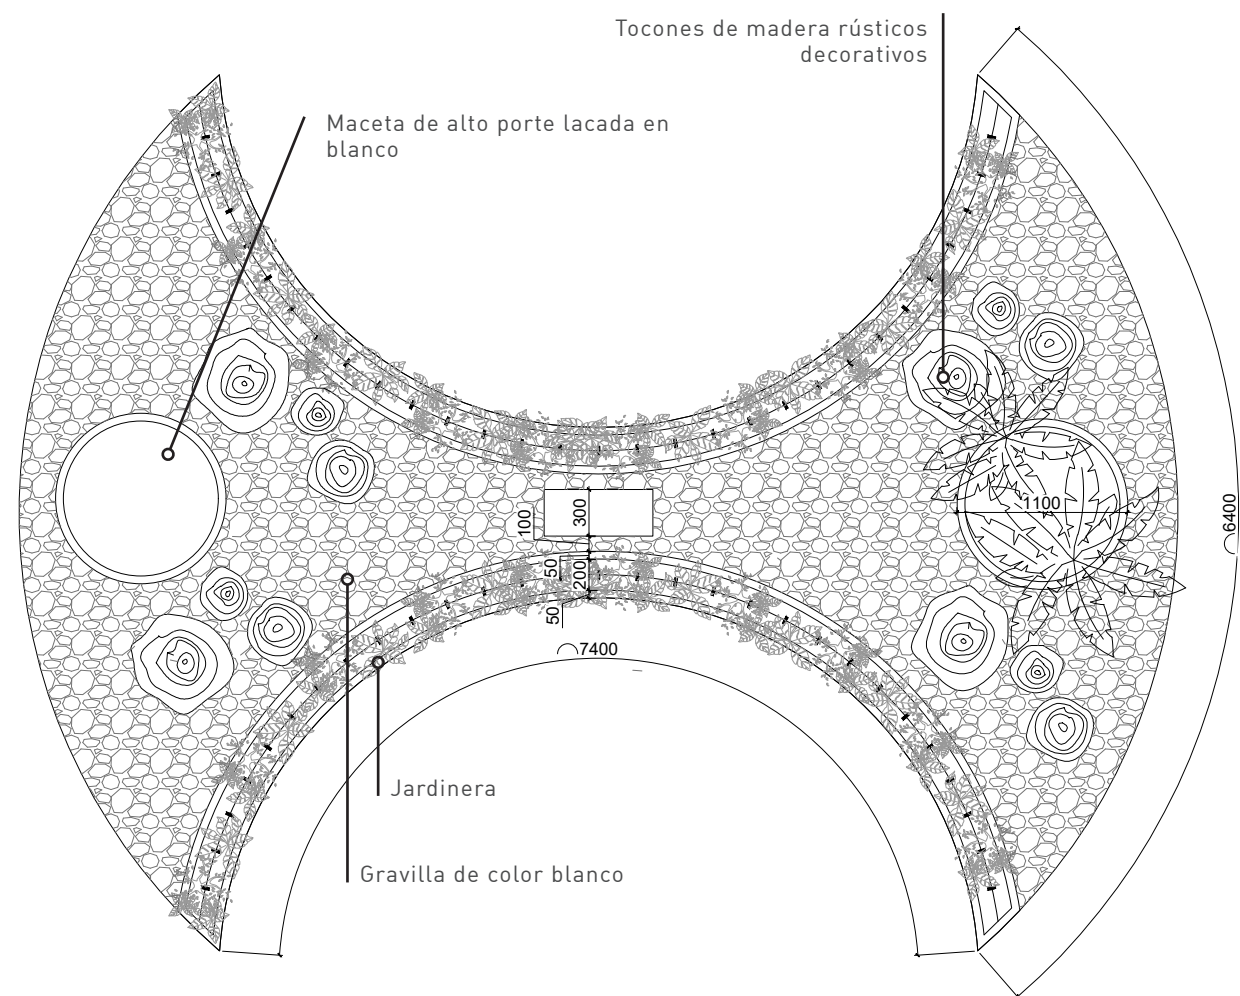 Tocones de madera rústicos
decorativos
Maceta de alto porte lacada en
blanco
1100
6400
300
100
50
200
50
7400
Jardinera
Gravilla de color blanco